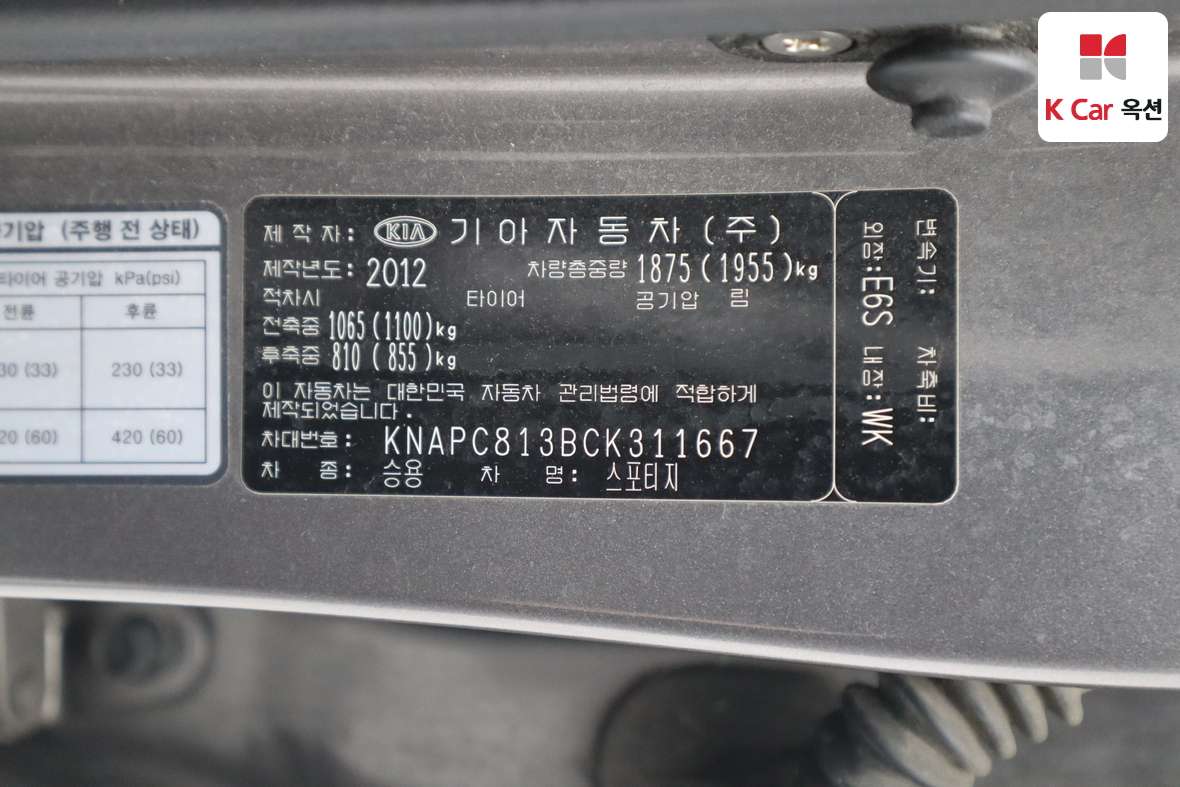 K Car 옥션
기압 (주행 전 상태)
타이어 공기압 kPa(psi)
전륜 후륜
30 (33) 230 (33)
20 (60) 420 (60)
제작자: KIA 기아자동차(주)
제작년도: 2012 차량총중량 1875(1955)kg
적차시 타이어 공기압 림
전축중 1065(1100)kg
후축중 810 (855)kg
이 자동차는 대한민국 자동차 관리법령에 적합하게
제작되었습니다.
차대번호: KNAPC813BCK311667
차 종: 승용 차 명: 스포티지
변속기: 차축비:
외장:E6S 내장:WK